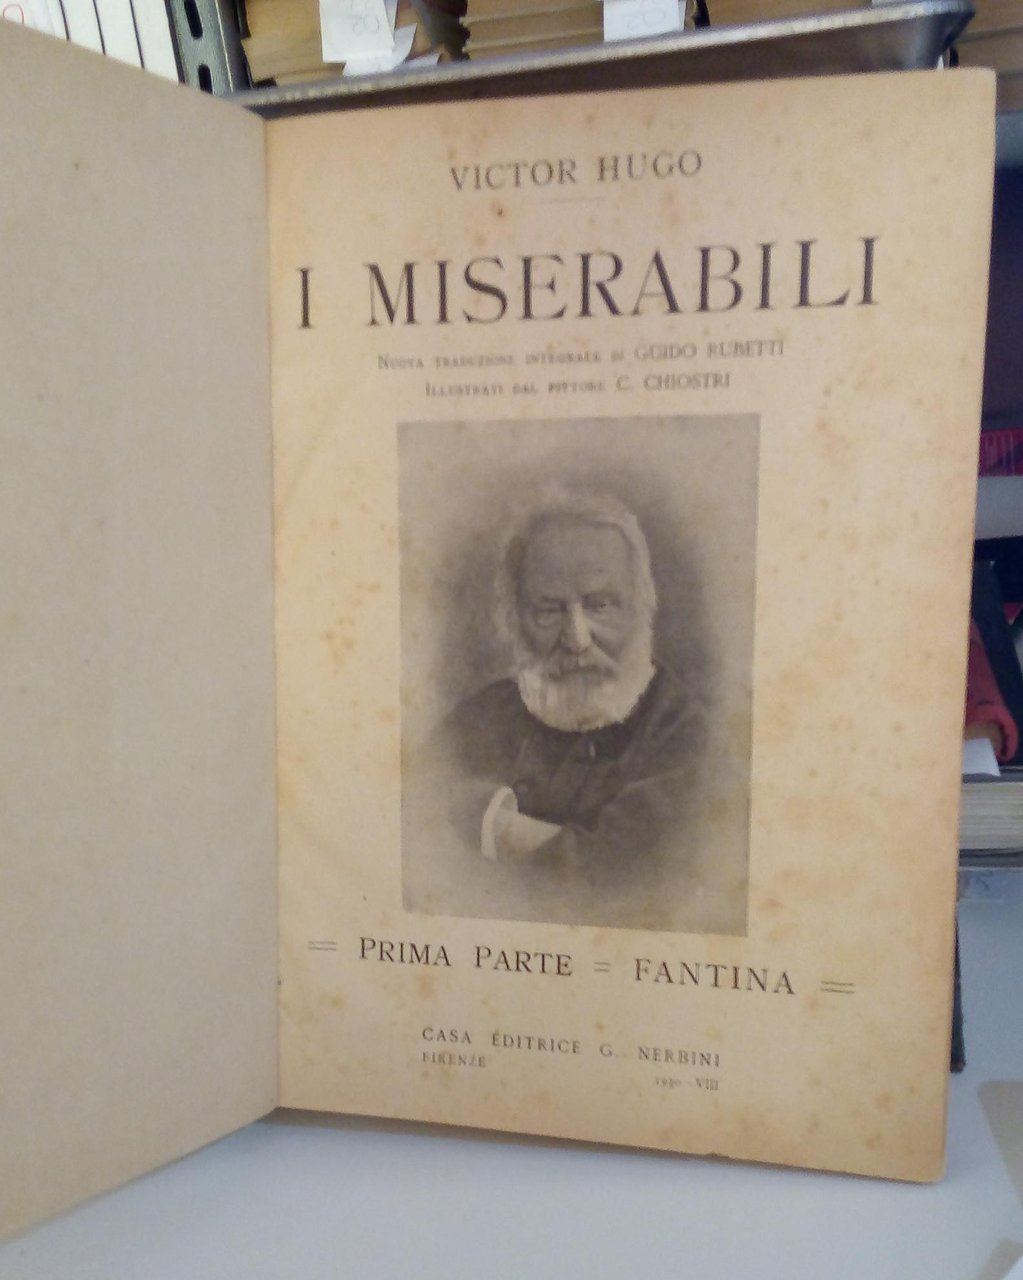 VICTOR HUGO
I MISERABILI
NUOVA TRADUZIONE INTEGRALE DI GUIDO RUBETTI
ILLUSTRATI DAL PITTORE C. CHIOSTRI
PRIMA PARTE = FANTINA
CASA EDITRICE G. NERBINI
FIRENZE
1930 - VIII